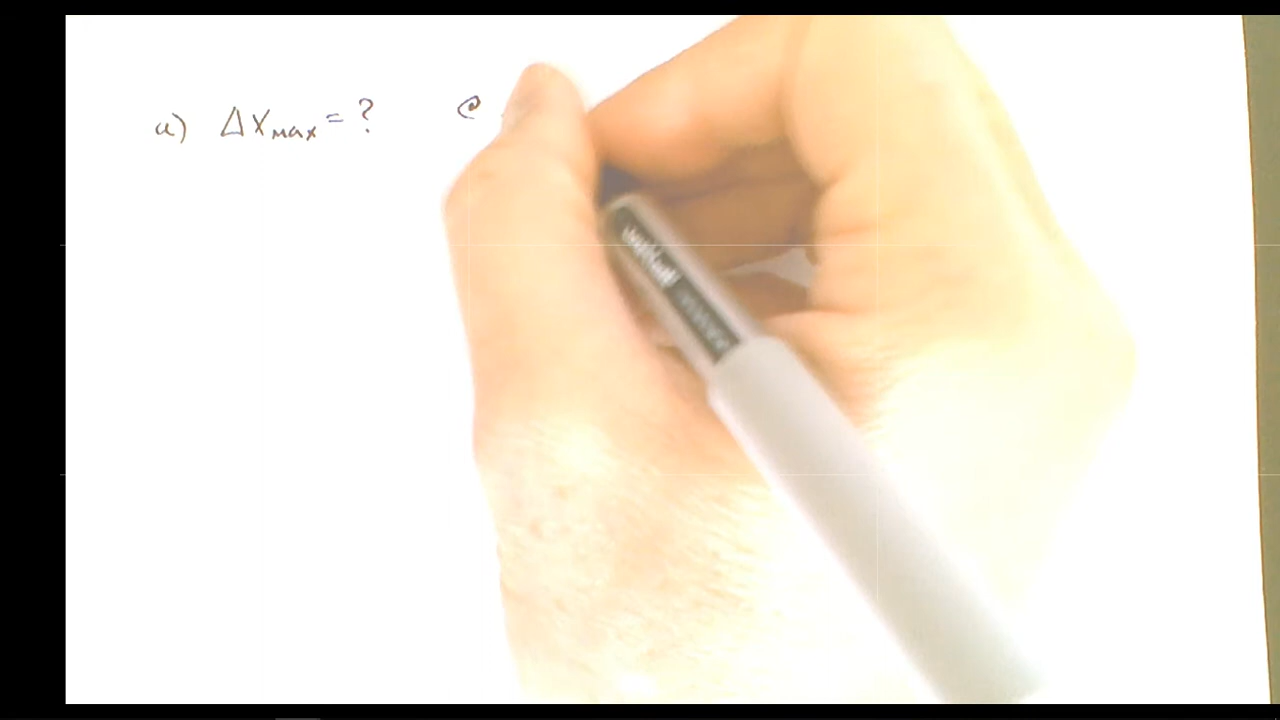 a) ΔX_MAX = ? @